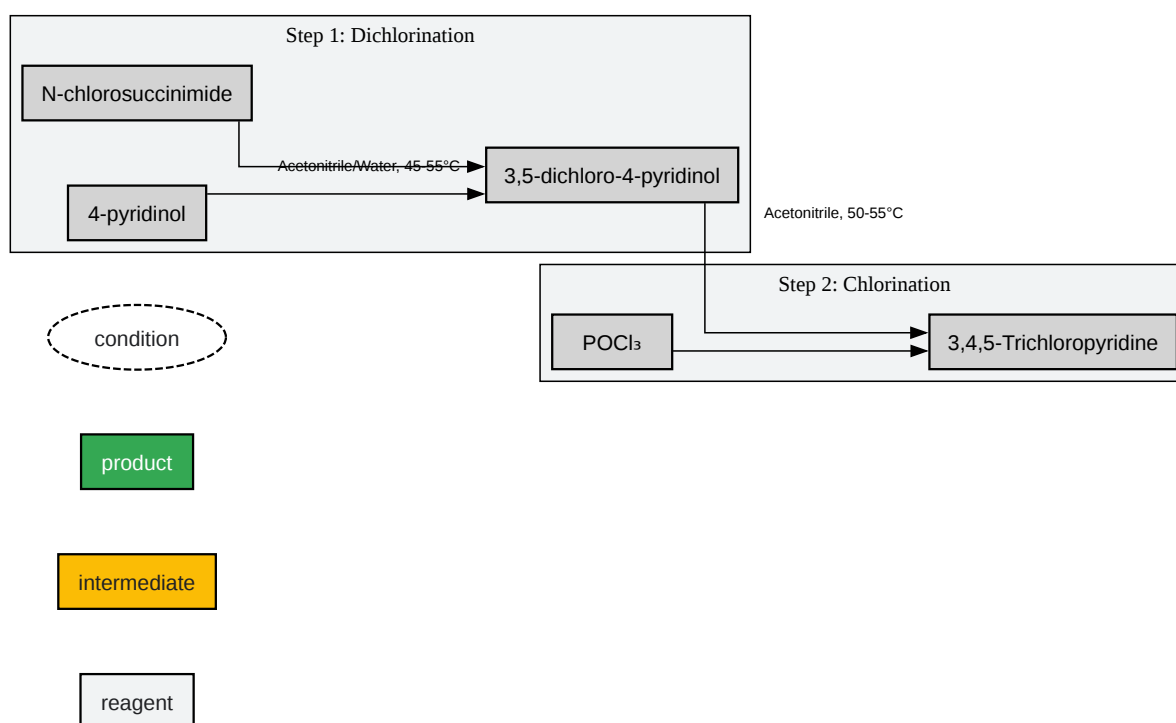 Step 1: Dichlorination
N-chlorosuccinimide
Acetonitrile/Water, 45-55°C
3,5-dichloro-4-pyridinol
4-pyridinol
Acetonitrile, 50-55°C
Step 2: Chlorination
POCl₃
3,4,5-Trichloropyridine
condition
product
intermediate
reagent